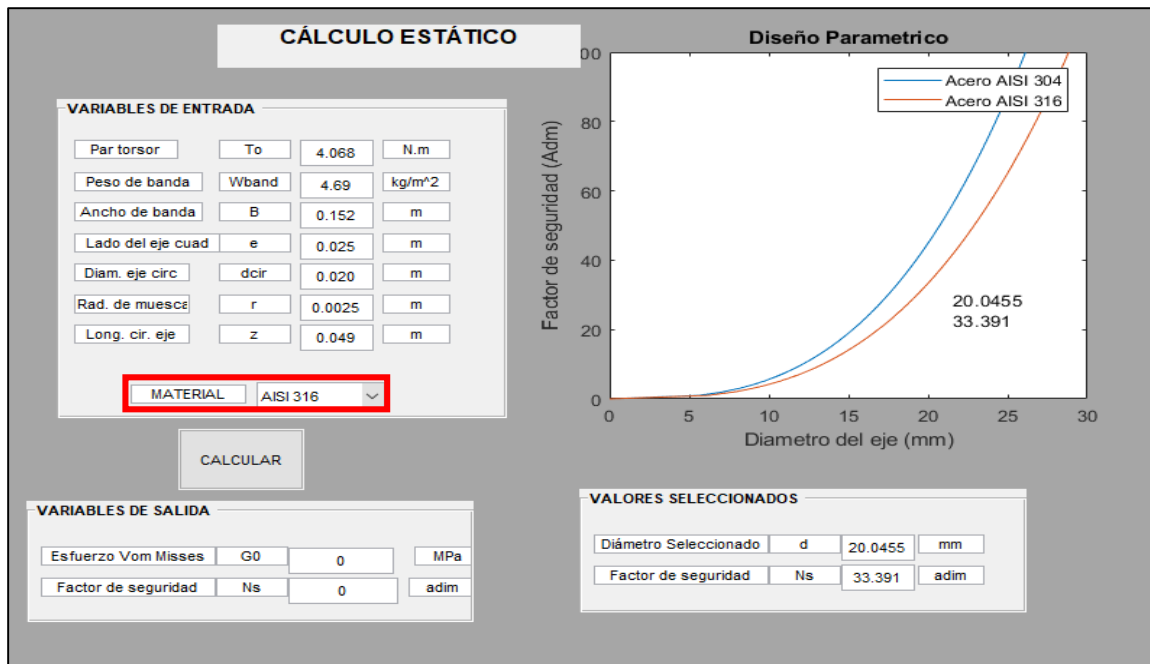 CÁLCULO ESTÁTICO
VARIABLES DE ENTRADA
Par torsor To 4.068 N.m
Peso de banda Wband 4.69 kg/m^2
Ancho de banda B 0.152 m
Lado del eje cuad e 0.025 m
Diam. eje circ dcir 0.020 m
Rad. de muesca r 0.0025 m
Long. cir. eje z 0.049 m
MATERIAL AISI 316
CALCULAR
VARIABLES DE SALIDA
Esfuerzo Vom Misses G0 0 MPa
Factor de seguridad Ns 0 adim
Diseño Parametrico
Acero AISI 304
Acero AISI 316
Factor de seguridad (Adm)
00
80
60
40
20
0
20.0455
33.391
0 5 10 15 20 25 30
Diametro del eje (mm)
VALORES SELECCIONADOS
Diámetro Seleccionado d 20.0455 mm
Factor de seguridad Ns 33.391 adim